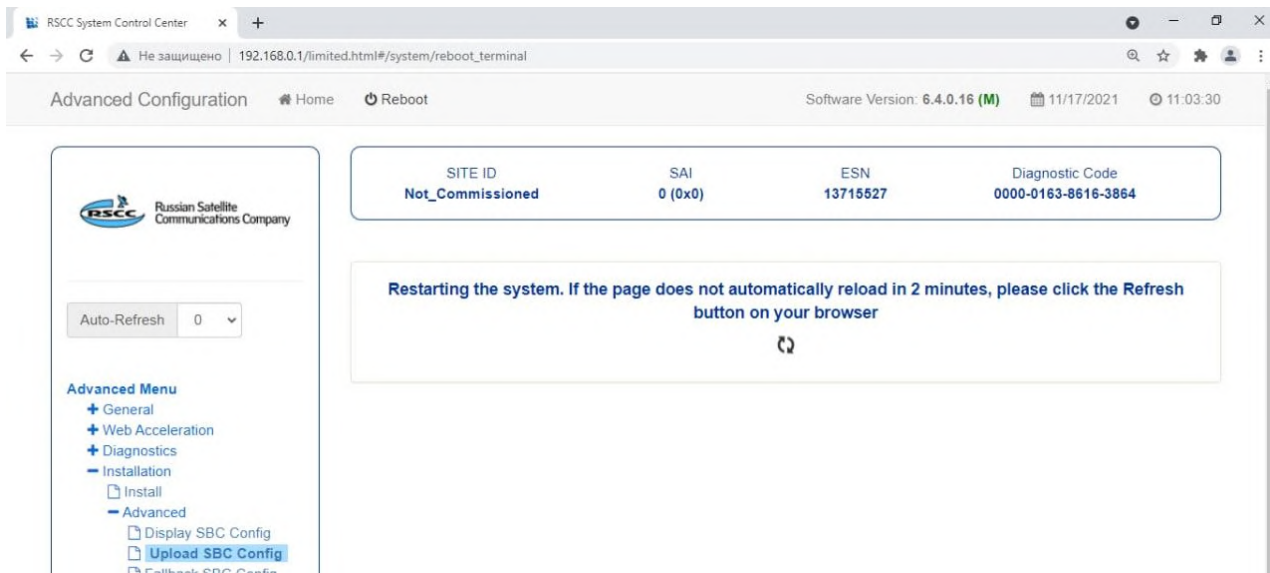 RSCC System Control Center
Не защищено 192.168.0.1/limited.html#/system/reboot_terminal
Advanced Configuration Home Reboot Software Version: 6.4.0.16 (M) 11/17/2021 11:03:30
RSCC
Russian Satellite
Communications Company
SITE ID SAI ESN Diagnostic Code
Not_Commissioned 0 (0x0) 13715527 0000-0163-8616-3864
Restarting the system. If the page does not automatically reload in 2 minutes, please click the Refresh
button on your browser
Auto-Refresh 0
Advanced Menu
General
Web Acceleration
Diagnostics
Installation
Install
Advanced
Display SBC Config
Upload SBC Config
Fallback SBC Config